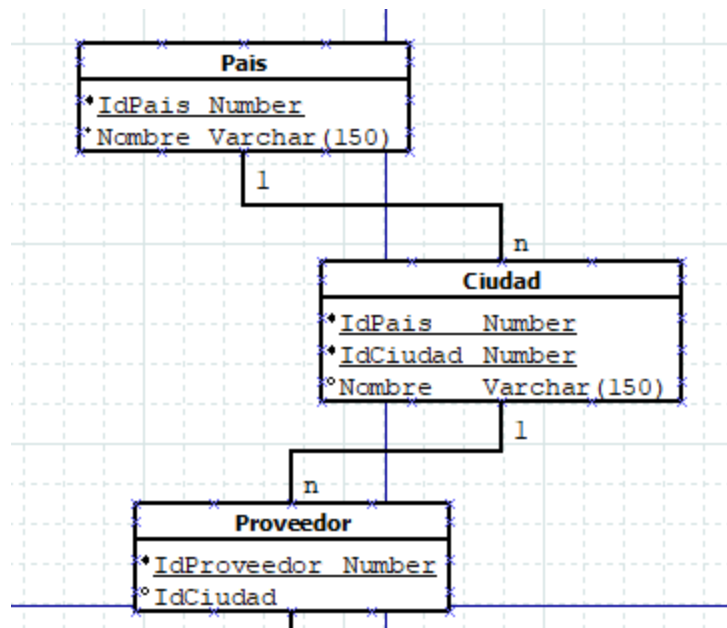 Pais
IdPais Number
Nombre Varchar(150)
1
n
Ciudad
IdPais Number
IdCiudad Number
Nombre Varchar(150)
1
n
Proveedor
IdProveedor Number
IdCiudad